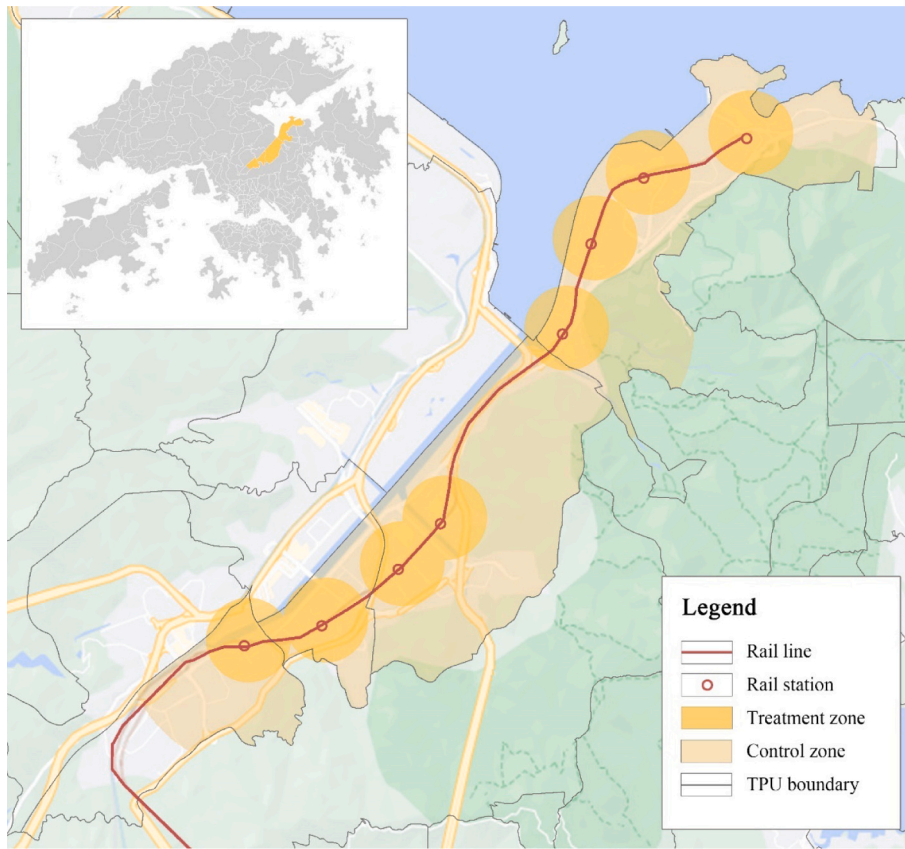 Legend
Rail line
Rail station
Treatment zone
Control zone
TPU boundary